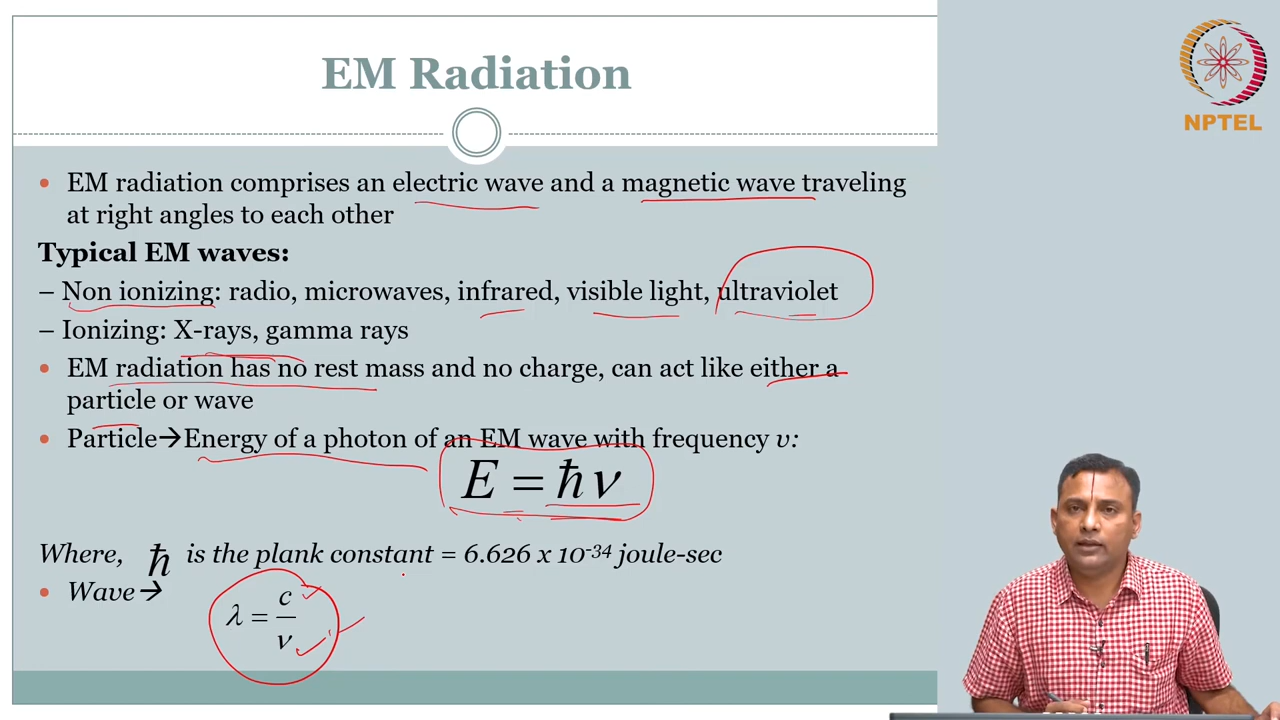 EM Radiation
NPTEL
• EM radiation comprises an electric wave and a magnetic wave traveling
at right angles to each other
Typical EM waves:
– Non ionizing: radio, microwaves, infrared, visible light, ultraviolet
– Ionizing: X-rays, gamma rays
• EM radiation has no rest mass and no charge, can act like either a
particle or wave
• Particle→Energy of a photon of an EM wave with frequency ν:
E = ħν
Where, ħ is the plank constant = 6.626 x 10⁻³⁴ joule-sec
• Wave→
λ = c/ν